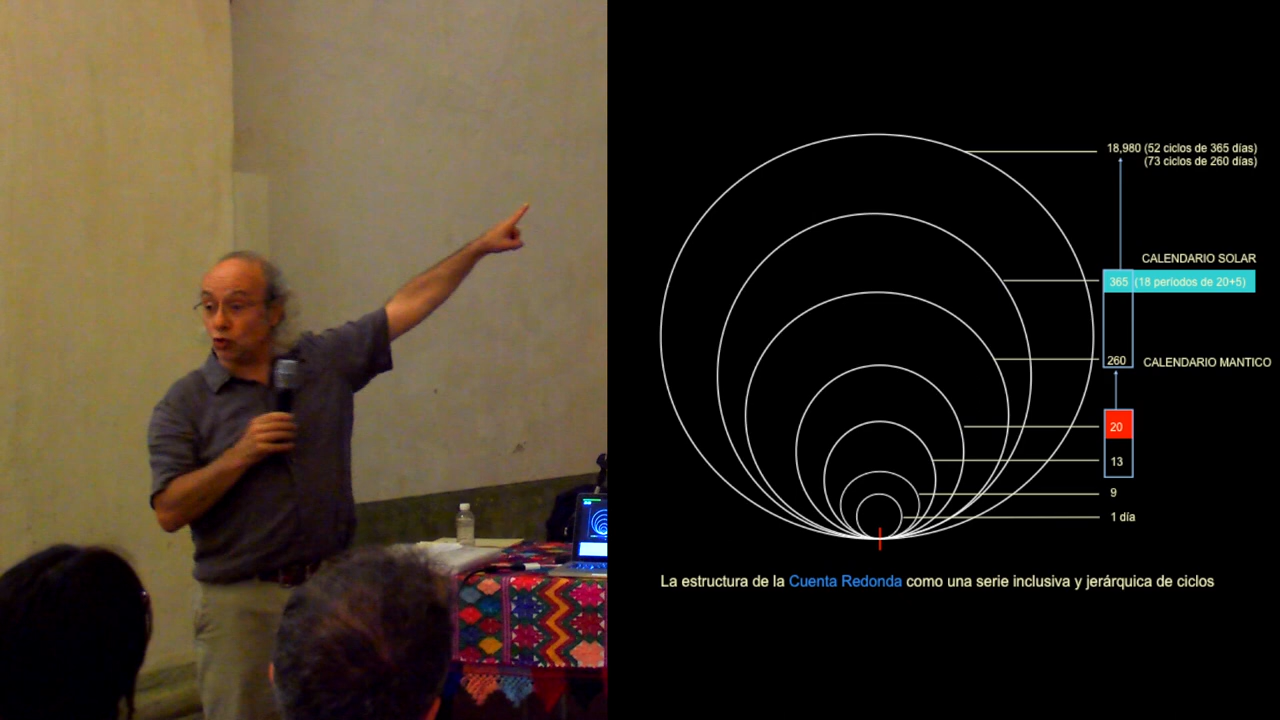 18,980 (52 ciclos de 365 días)
(73 ciclos de 260 días)
CALENDARIO SOLAR
365 (18 periodos de 20+5)
260 CALENDARIO MANTICO
20
13
9
1 día
La estructura de la Cuenta Redonda como una serie inclusiva y jerárquica de ciclos